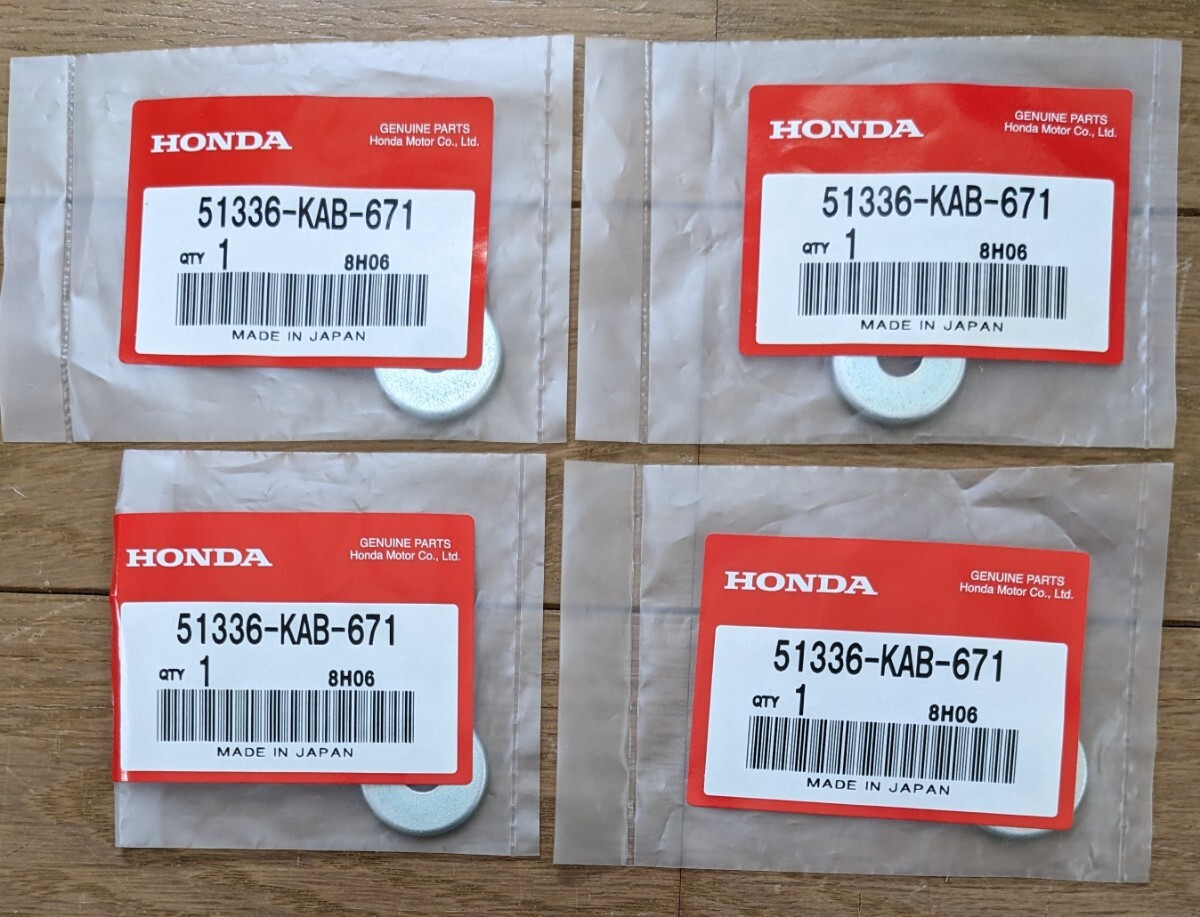 HONDA
GENUINE PARTS
Honda Motor Co., Ltd.
51336-KAB-671
QTY 1 8H06
MADE IN JAPAN
HONDA
GENUINE PARTS
Honda Motor Co., Ltd.
51336-KAB-671
QTY 1 8H06
MADE IN JAPAN
HONDA
GENUINE PARTS
Honda Motor Co., Ltd.
51336-KAB-671
QTY 1 8H06
MADE IN JAPAN
HONDA
GENUINE PARTS
Honda Motor Co., Ltd.
51336-KAB-671
QTY 1 8H06
MADE IN JAPAN